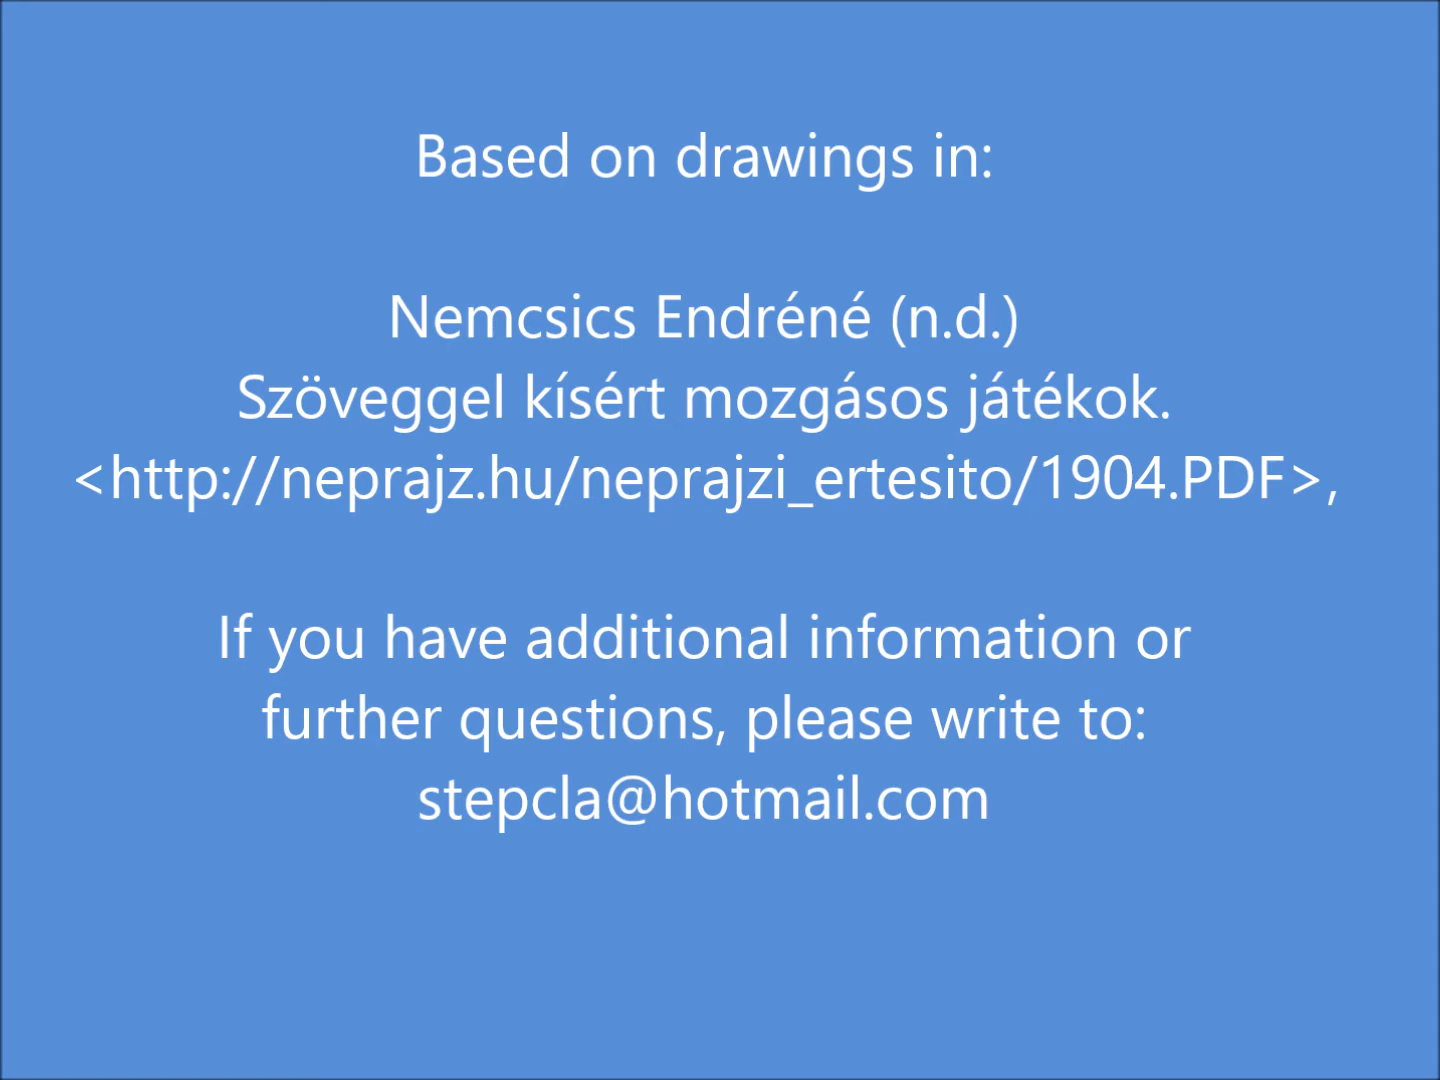 Based on drawings in:
Nemcsics Endréné (n.d.)
Szöveggel kísért mozgásos játékok.
<http://neprajz.hu/neprajzi_ertesito/1904.PDF>,
If you have additional information or
further questions, please write to:
stepcla@hotmail.com